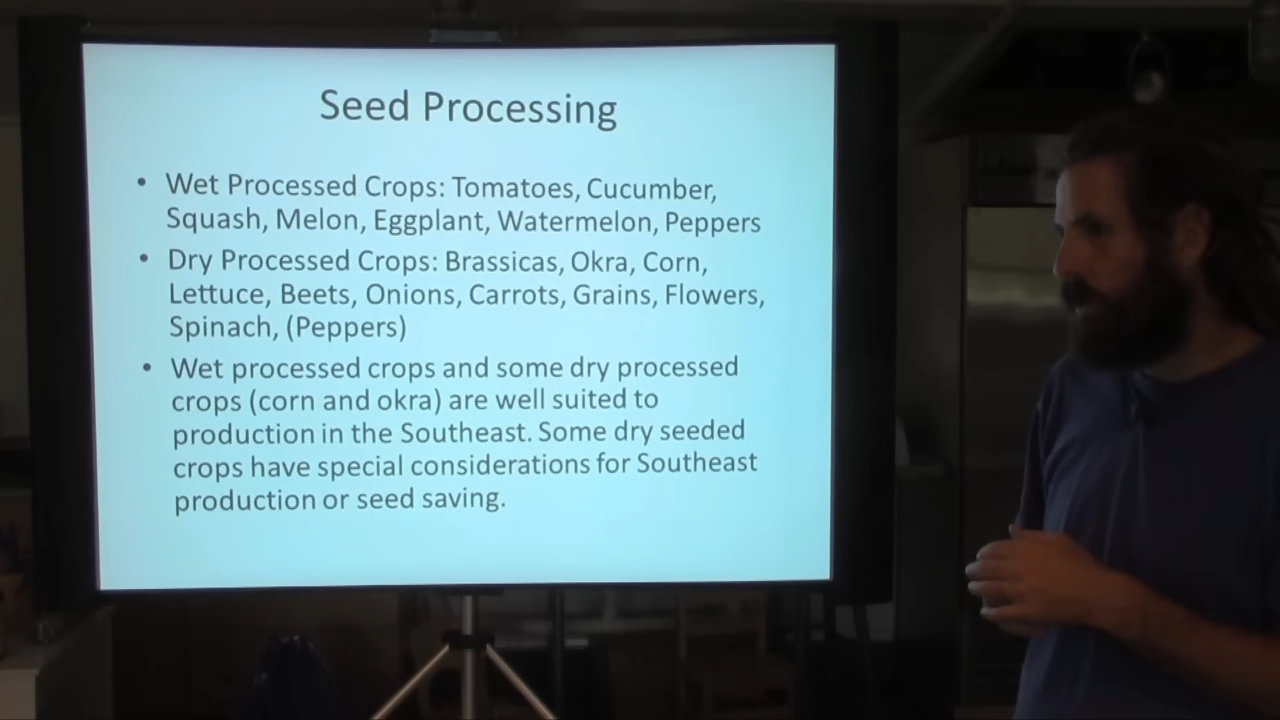 Seed Processing
• Wet Processed Crops: Tomatoes, Cucumber,
Squash, Melon, Eggplant, Watermelon, Peppers
• Dry Processed Crops: Brassicas, Okra, Corn,
Lettuce, Beets, Onions, Carrots, Grains, Flowers,
Spinach, (Peppers)
• Wet processed crops and some dry processed
crops (corn and okra) are well suited to
production in the Southeast. Some dry seeded
crops have special considerations for Southeast
production or seed saving.